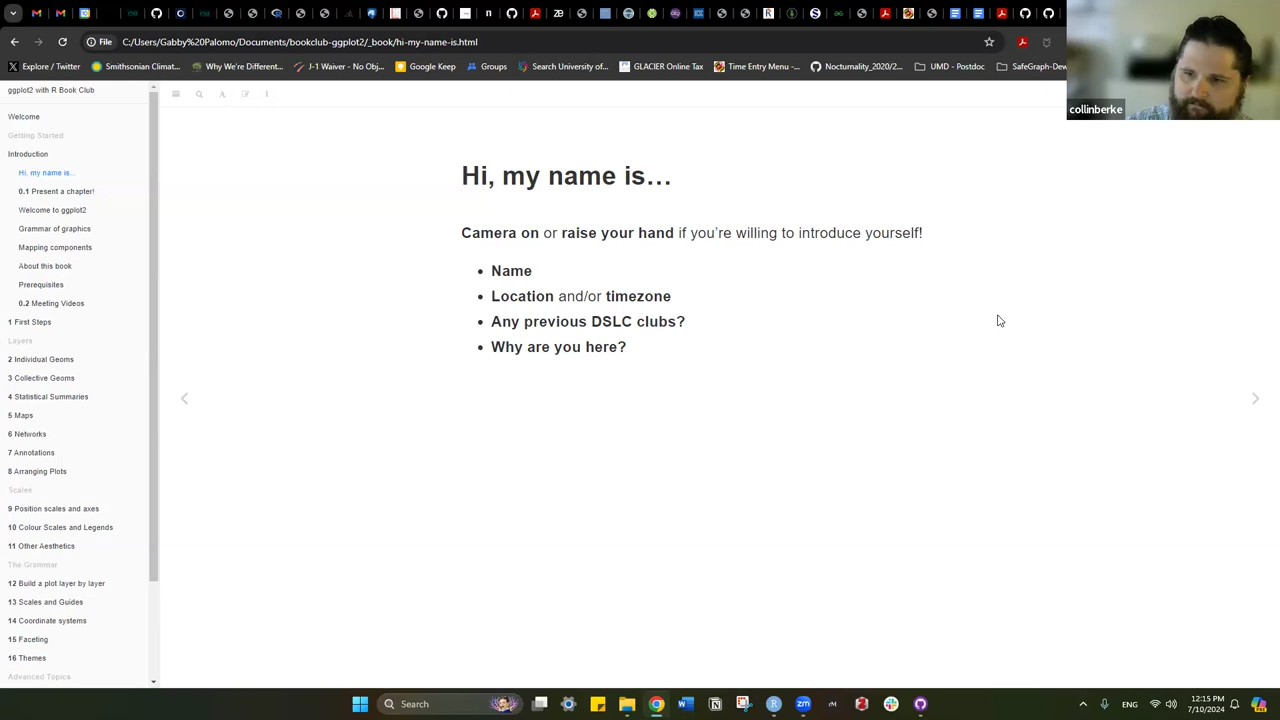 File
C:/Users/Gabby%20Palomo/Documents/bookclub-ggplot2/_book/hi-my-name-is.html
Explore / Twitter
Smithsonian Climat...
Why We're Different...
J-1 Waiver - No Obj...
Google Keep
Groups
Search University of...
GLACIER Online Tact
Time Entry Menu -...
Nocturnality_2020/2...
UMD - Postdoc
SafeGraph-Dew
collinberke
ggplot2 with R Book Club
Welcome
Getting Started
Introduction
Hi, my name is...
0.1 Present a chapter!
Welcome to ggplot2
Grammar of graphics
Mapping components
About this book
Prerequisites
0.2 Meeting Videos
1 First Steps
Layers
2 Individual Geoms
3 Collective Geoms
4 Statistical Summaries
5 Maps
6 Networks
7 Annotations
8 Arranging Plots
Scales
9 Position scales and axes
10 Colour Scales and Legends
11 Other Aesthetics
The Grammar
12 Build a plot layer by layer
13 Scales and Guides
14 Coordinate systems
15 Faceting
16 Themes
Advanced Topics
Hi, my name is…
Camera on or raise your hand if you're willing to introduce yourself!
• Name
• Location and/or timezone
• Any previous DSLC clubs?
• Why are you here?
Search
ENG
12:15 PM
7/10/2024